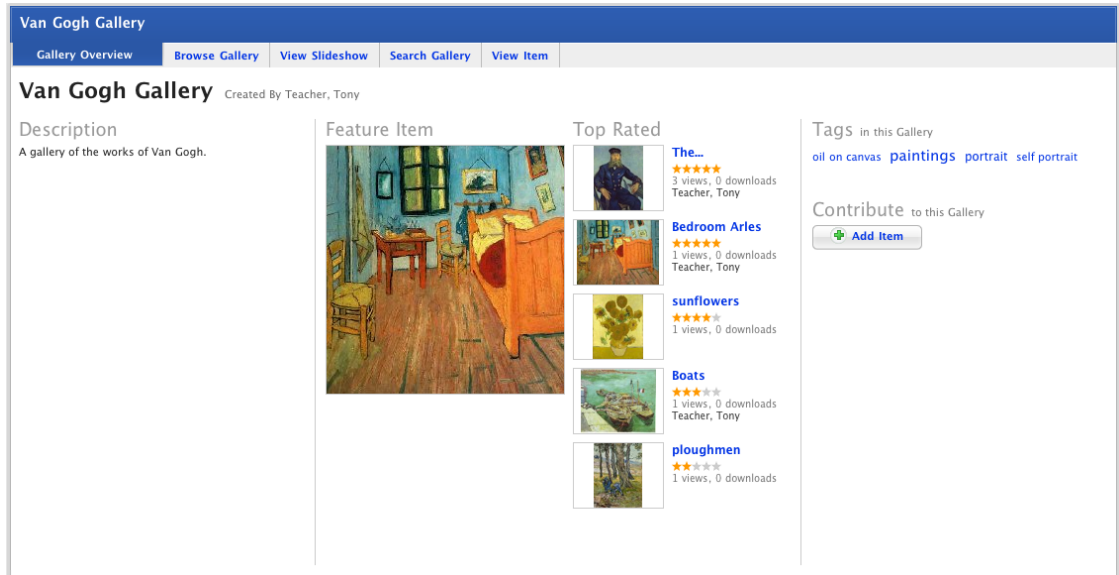 Van Gogh Gallery
Gallery Overview
Browse Gallery
View Slideshow
Search Gallery
View Item
Van Gogh Gallery Created By Teacher, Tony
Description
A gallery of the works of Van Gogh.
Feature Item
Top Rated
The...
3 views, 0 downloads
Teacher, Tony
Bedroom Arles
1 views, 0 downloads
Teacher, Tony
sunflowers
1 views, 0 downloads
Boats
1 views, 0 downloads
Teacher, Tony
ploughmen
1 views, 0 downloads
Tags in this Gallery
oil on canvas paintings portrait self portrait
Contribute to this Gallery
Add Item